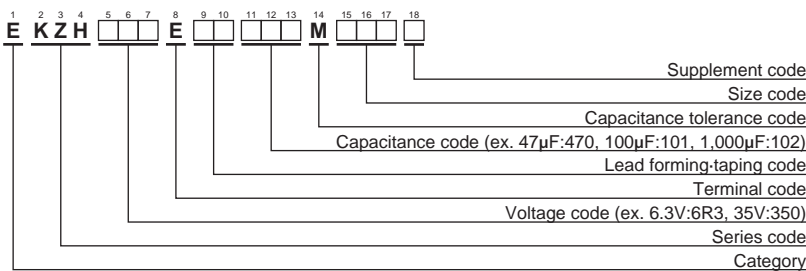 1 2 3 4 5 6 7 8 9 10 11 12 13 14 15 16 17 18
E K Z H □□□ E □□ □□□ M □□□ □
Supplement code
Size code
Capacitance tolerance code
Capacitance code (ex. 47µF:470, 100µF:101, 1,000µF:102)
Lead forming·taping code
Terminal code
Voltage code (ex. 6.3V:6R3, 35V:350)
Series code
Category